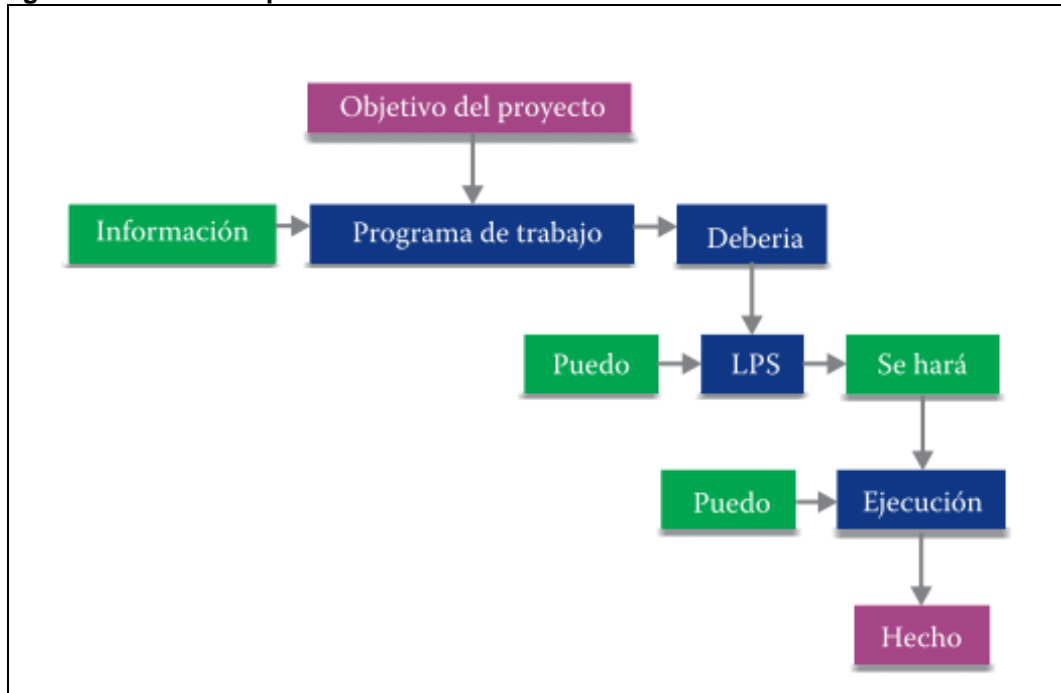 Objetivo del proyecto
Información
Programa de trabajo
Deberia
Puedo
LPS
Se hará
Puedo
Ejecución
Hecho